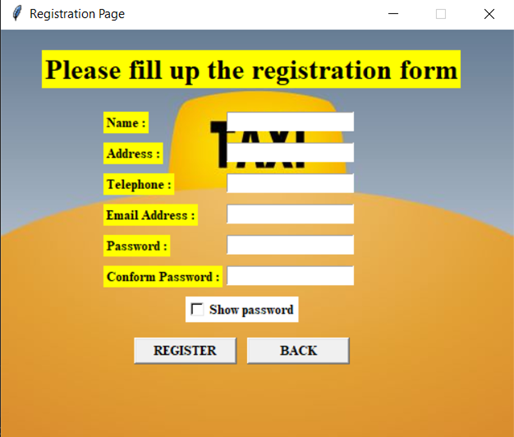 Registration Page
Please fill up the registration form
TAXI
Name :
Address :
Telephone :
Email Address :
Password :
Conform Password :
Show password
REGISTER BACK